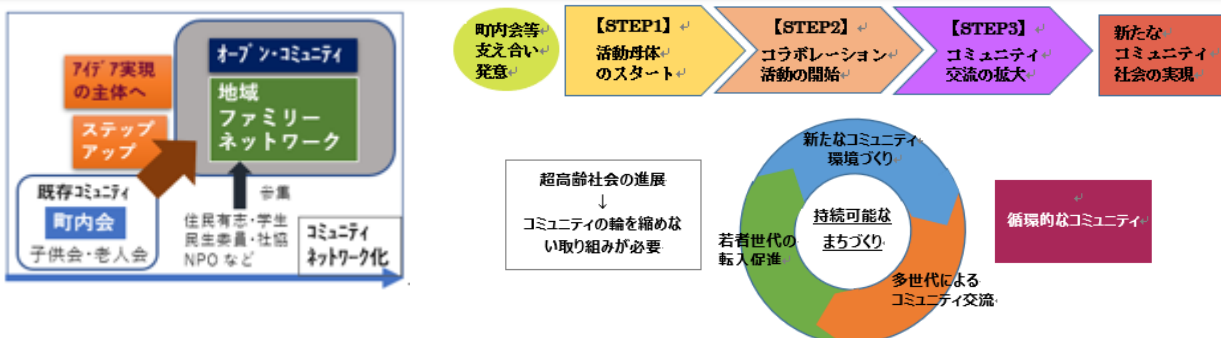 オープン・コミュニティ
アイデア実現
の主体へ
地域
ファミリー
ネットワーク
ステップ
アップ
既存コミュニティ
町内会
子供会・老人会
参集
住民有志・学生
民生委員・社協
NPO など
コミュニティ
ネットワーク化
町内会等
支え合い
発意
【STEP1】
活動母体
のスタート
【STEP2】
コラボレーション
活動の開始
【STEP3】
コミュニティ
交流の拡大
新たな
コミュニティ
社会の実現
超高齢社会の進展
↓
コミュニティの輪を縮めな
い取り組みが必要
新たなコミュニティ
環境づくり
持続可能な
まちづくり
若者世代の
転入促進
多世代による
コミュニティ交流
循環的なコミュニティ